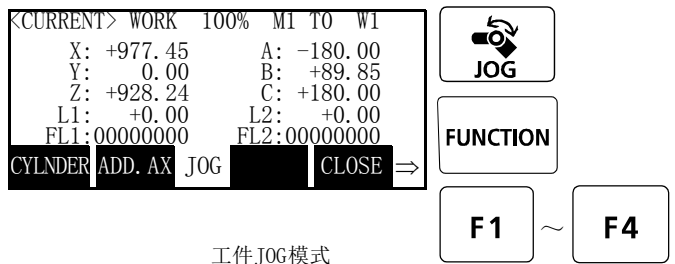 <CURRENT> WORK 100% M1 T0 W1
X: +977.45 A: -180.00
Y: 0.00 B: +89.85
Z: +928.24 C: +180.00
L1: +0.00 L2: +0.00
FL1:00000000 FL2:00000000
CYLNDER ADD.AX JOG CLOSE ⇒
JOG
FUNCTION
F1 ~ F4
工件JOG模式